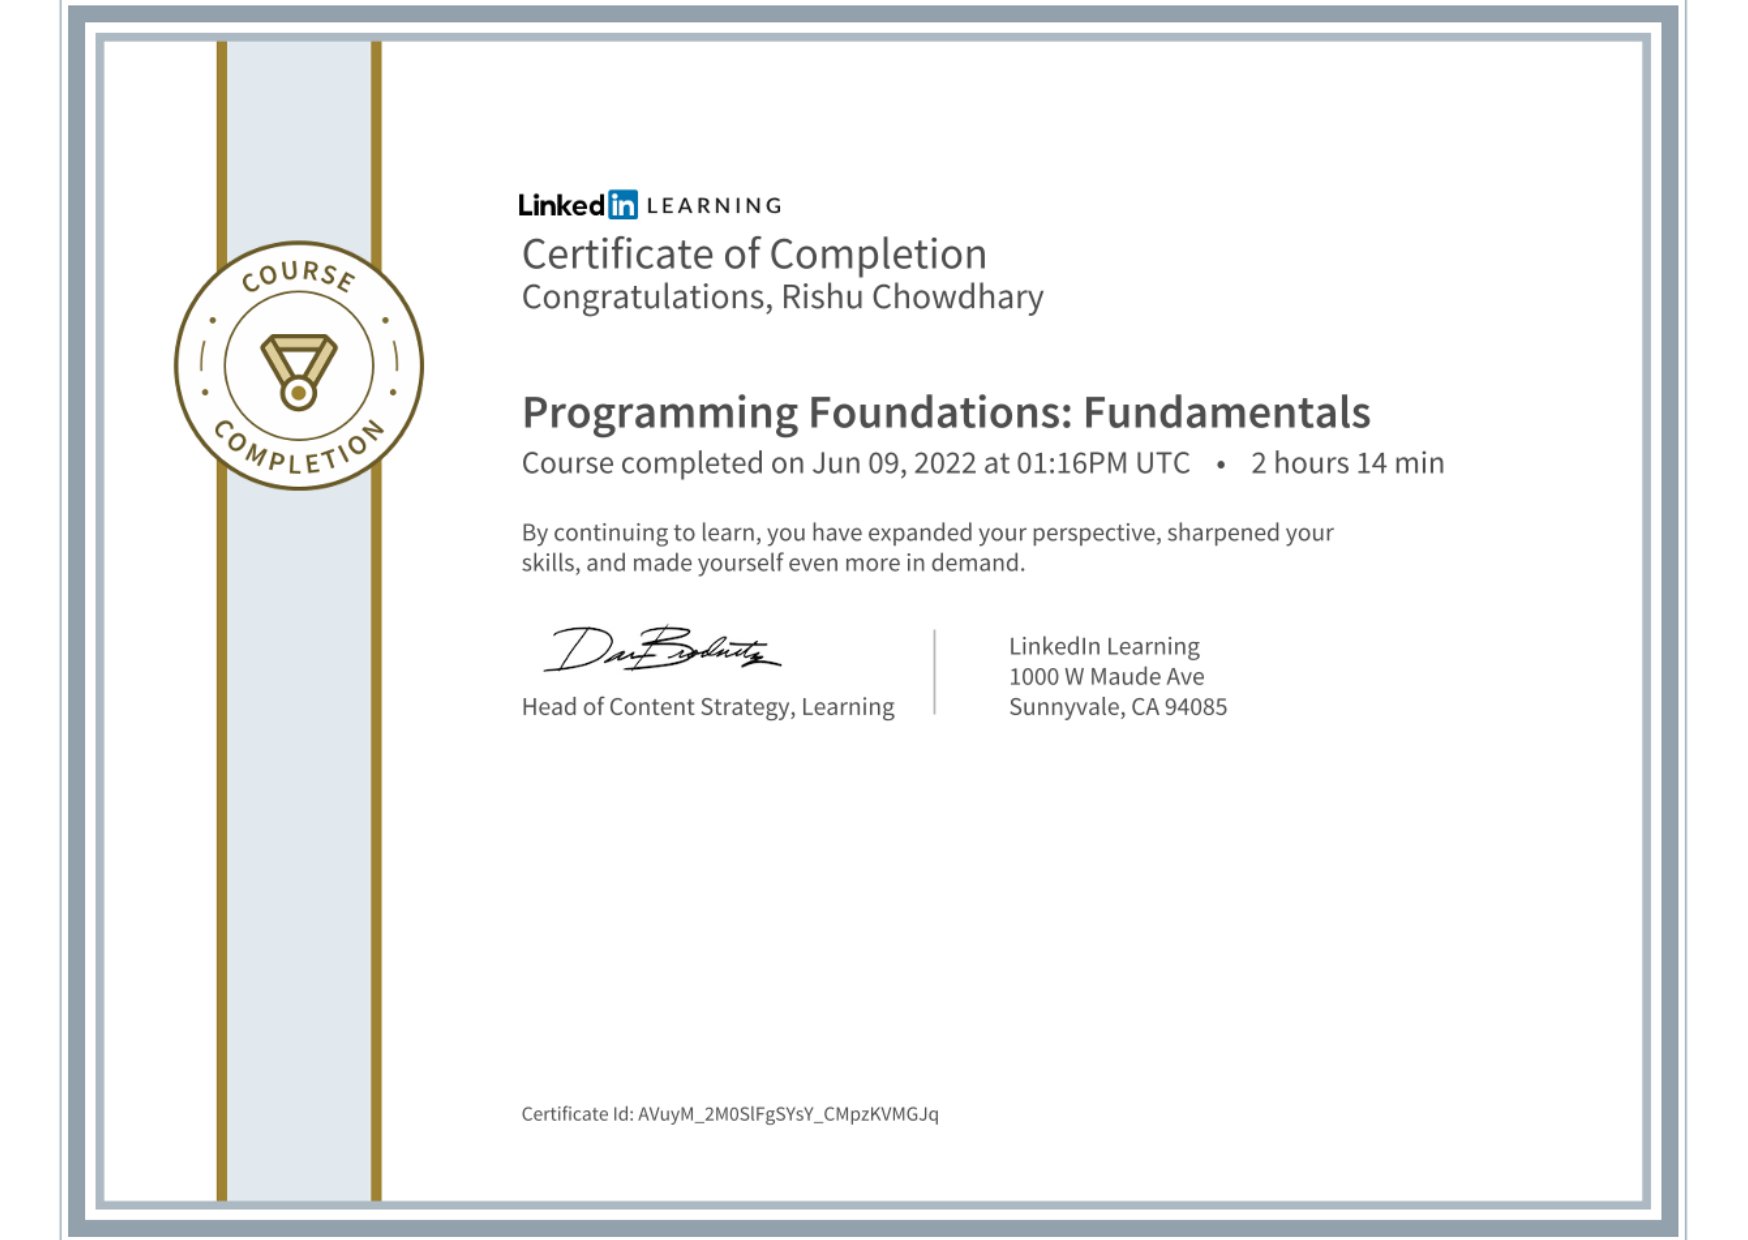 COURSE
COMPLETION
Linked in LEARNING
Certificate of Completion
Congratulations, Rishu Chowdhary
Programming Foundations: Fundamentals
Course completed on Jun 09, 2022 at 01:16PM UTC • 2 hours 14 min
By continuing to learn, you have expanded your perspective, sharpened your
skills, and made yourself even more in demand.
Head of Content Strategy, Learning
LinkedIn Learning
1000 W Maude Ave
Sunnyvale, CA 94085
Certificate Id: AVuyM_2M0SlFgSYsY_CMpzKVMGJq